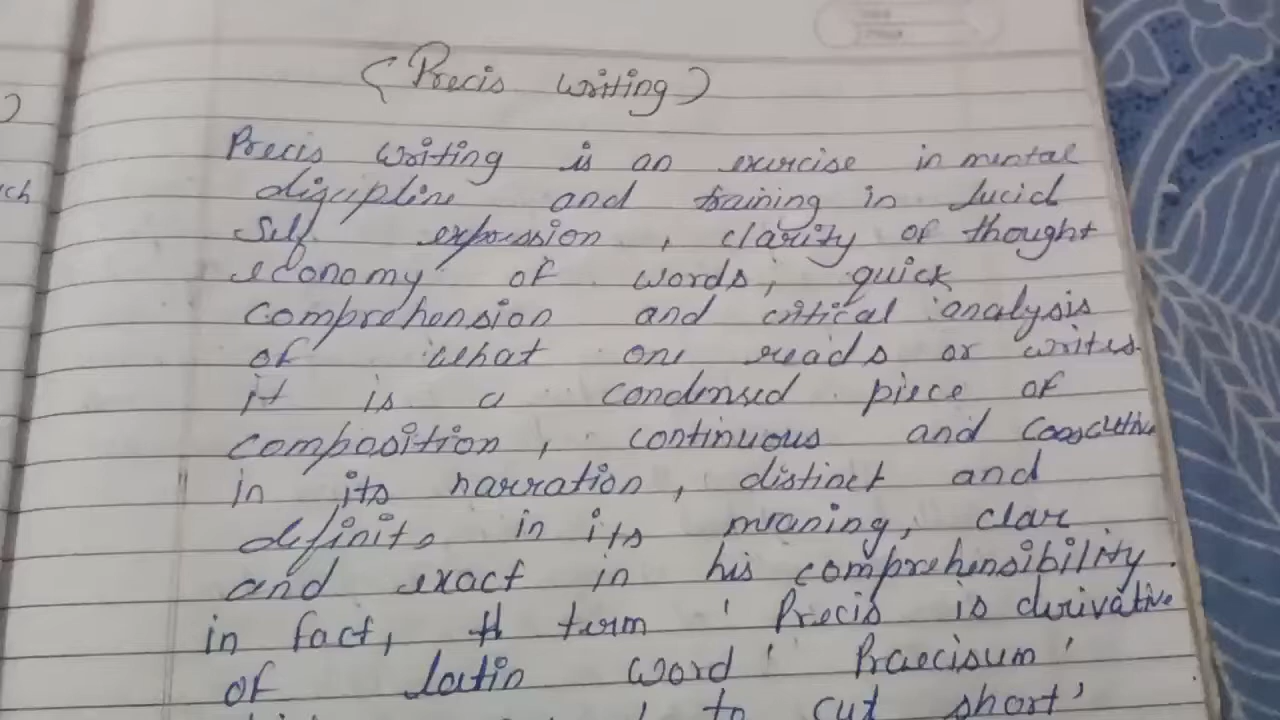 (Precis writing)
Precis writing is an exercise in mental
discipline and training in lucid
Self expression, clarity of thought
economy of words, quick
comprehension and critical analysis
of what one reads or writes.
it is a condensed piece of
composition, continuous and
in its narration, distinct and
definite in its meaning, clear
and exact in his comprehensibility.
in fact, the term 'Precis is derivative
of latin word 'Praecisum'
to cut short'
ch